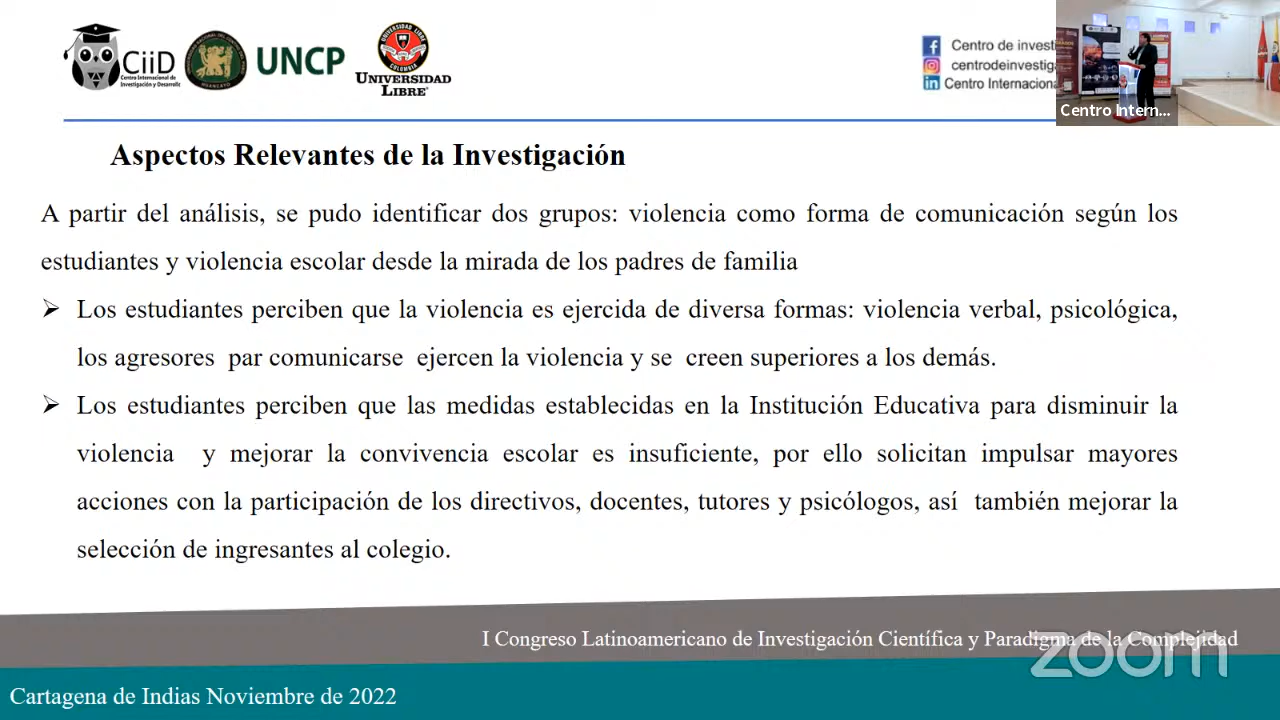 CiiD
Centro Internacional de
Investigación y Desarrollo
UNCP
UNIVERSIDAD LIBRE
COLOMBIA
UNIVERSIDAD
LIBRE
Centro de investi
centrodeinvestiga
Centro Internaciona
Centro Intern...
Aspectos Relevantes de la Investigación
A partir del análisis, se pudo identificar dos grupos: violencia como forma de comunicación según los
estudiantes y violencia escolar desde la mirada de los padres de familia
Los estudiantes perciben que la violencia es ejercida de diversa formas: violencia verbal, psicológica,
los agresores par comunicarse ejercen la violencia y se creen superiores a los demás.
Los estudiantes perciben que las medidas establecidas en la Institución Educativa para disminuir la
violencia y mejorar la convivencia escolar es insuficiente, por ello solicitan impulsar mayores
acciones con la participación de los directivos, docentes, tutores y psicólogos, así también mejorar la
selección de ingresantes al colegio.
I Congreso Latinoamericano de Investigación Científica y Paradigma de la Complejidad
zoom
Cartagena de Indias Noviembre de 2022